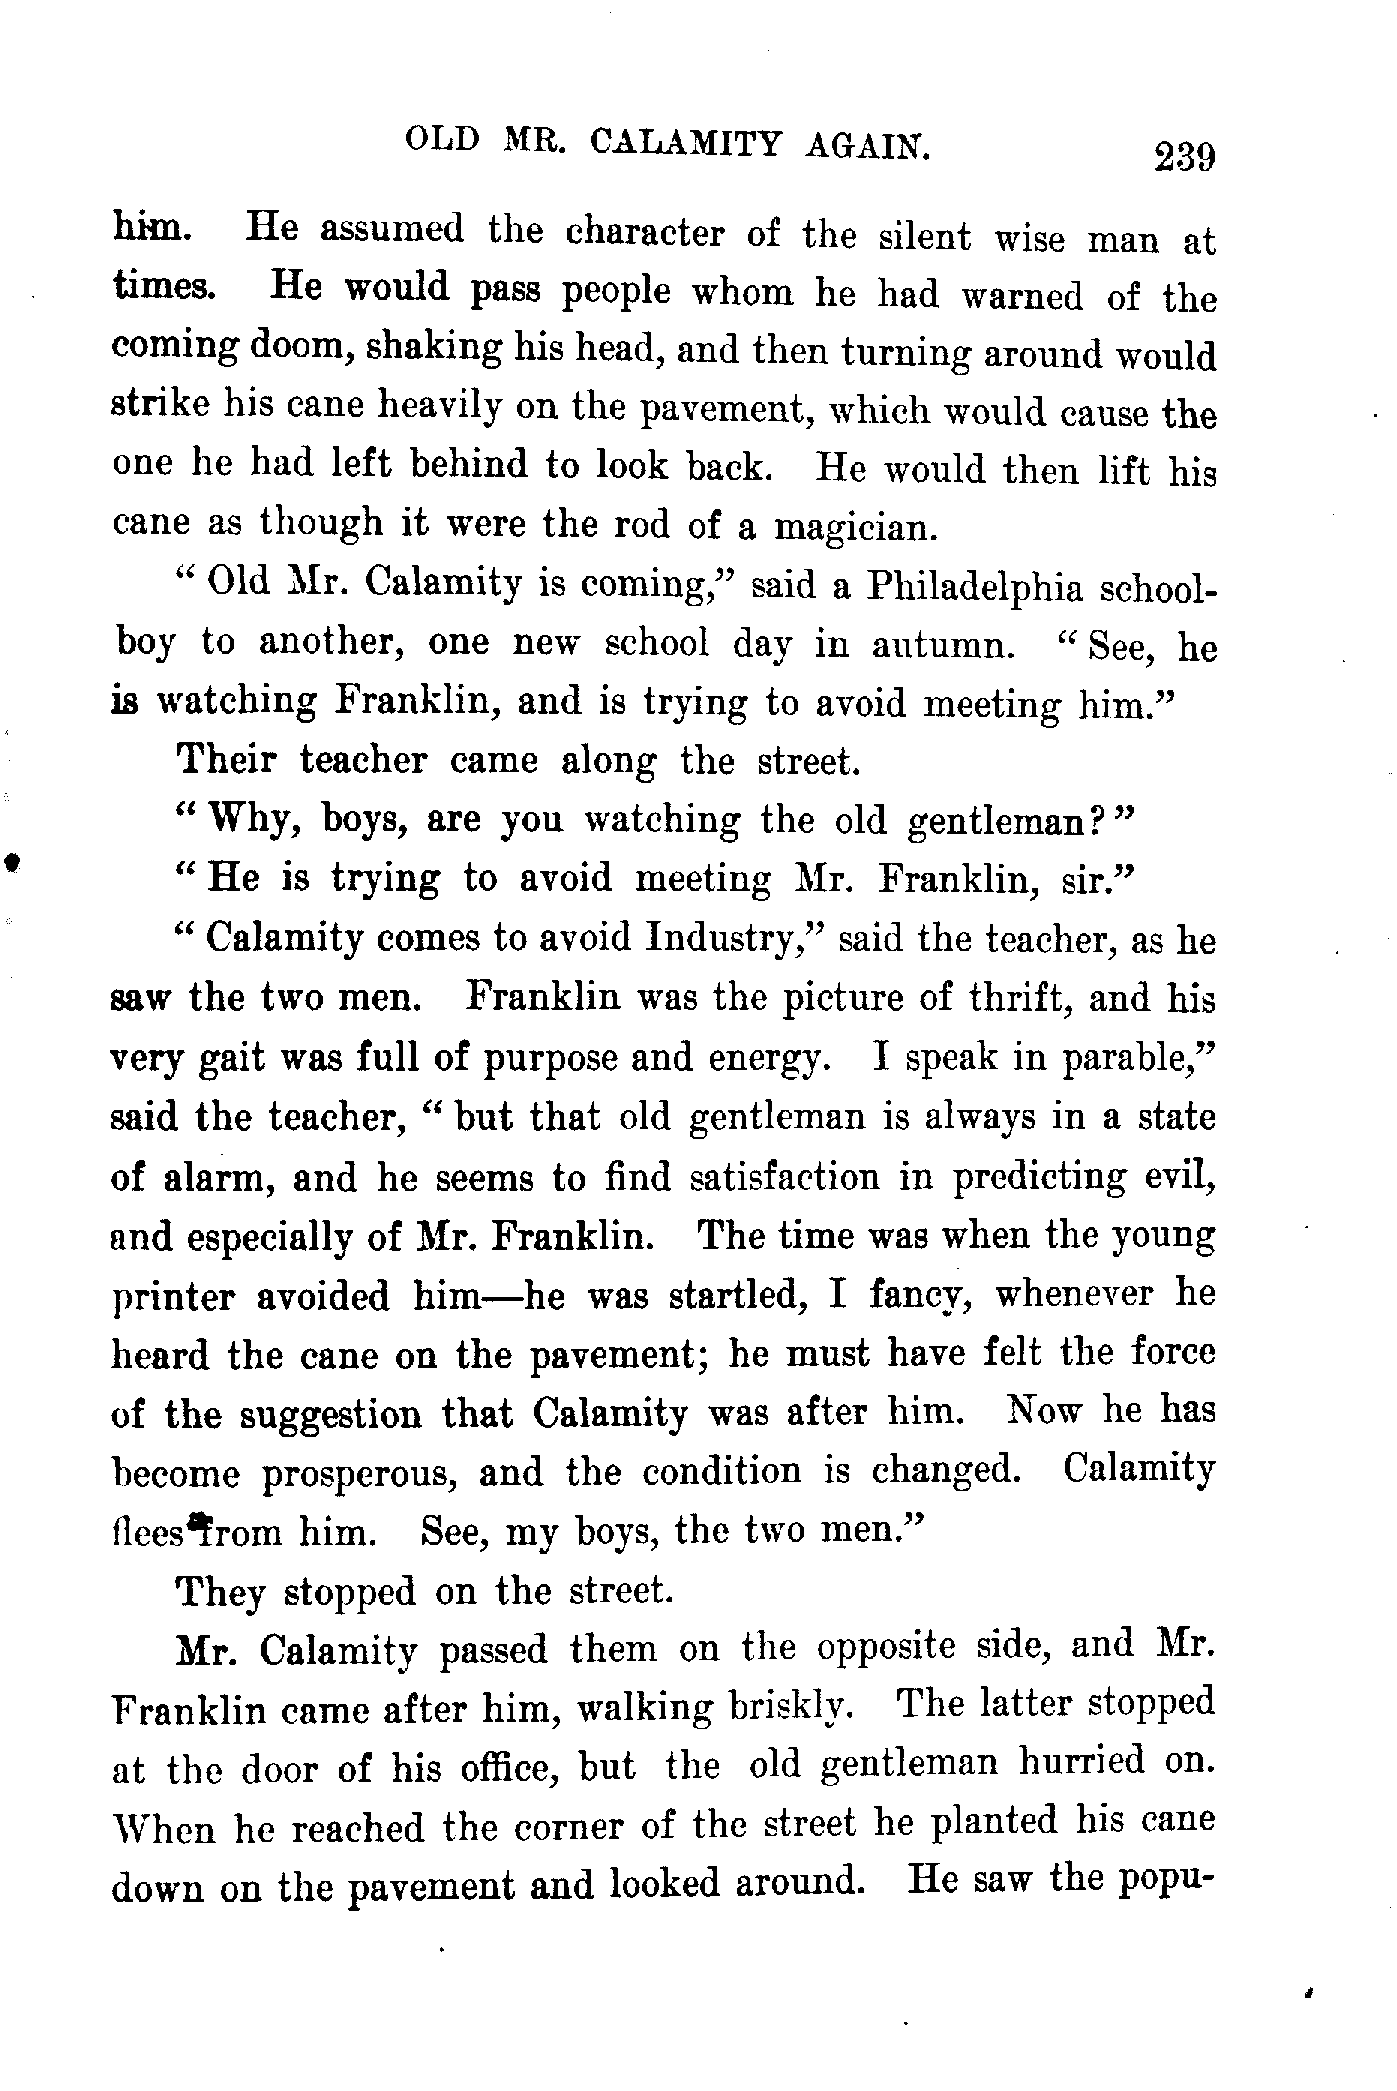 OLD MR. CALAMITY AGAIN. 239
him. He assumed the character of the silent wise man at
times. He would pass people whom he had warned of the
coming doom, shaking his head, and then turning around would
strike his cane heavily on the pavement, which would cause the
one he had left behind to look back. He would then lift his
cane as though it were the rod of a magician.
“ Old Mr. Calamity is coming,” said a Philadelphia school-
boy to another, one new school day in autumn. “ See, he
is watching Franklin, and is trying to avoid meeting him.”
Their teacher came along the street.
“ Why, boys, are you watching the old gentleman? ”
“ He is trying to avoid meeting Mr. Franklin, sir.”
“ Calamity comes to avoid Industry,” said the teacher, as he
saw the two men. Franklin was the picture of thrift, and his
very gait was full of purpose and energy. I speak in parable,”
said the teacher, “ but that old gentleman is always in a state
of alarm, and he seems to find satisfaction in predicting evil,
and especially of Mr. Franklin. The time was when the young
printer avoided him—he was startled, I fancy, whenever he
heard the cane on the pavement; he must have felt the force
of the suggestion that Calamity was after him. Now he has
become prosperous, and the condition is changed. Calamity
flees from him. See, my boys, the two men.”
They stopped on the street.
Mr. Calamity passed them on the opposite side, and Mr.
Franklin came after him, walking briskly. The latter stopped
at the door of his office, but the old gentleman hurried on.
When he reached the corner of the street he planted his cane
down on the pavement and looked around. He saw the popu-